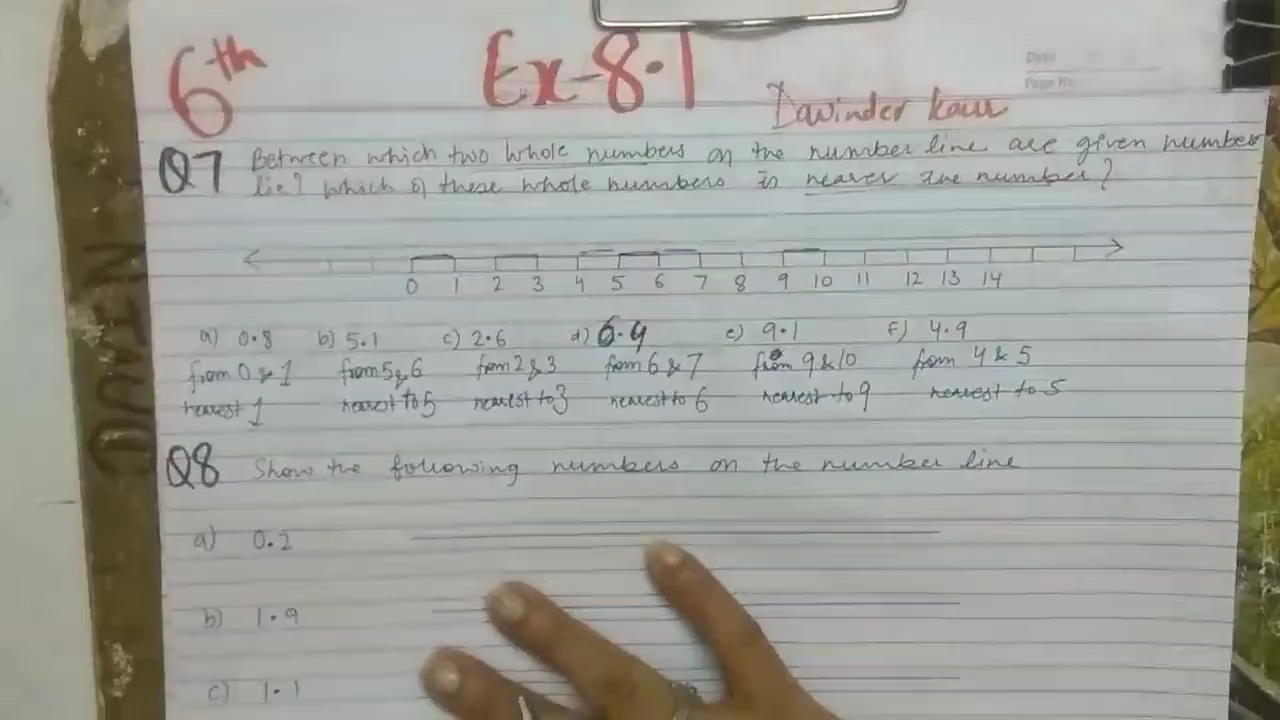 6th Ex-8.1
Davinder Kaur
Date
Page No.
Q7 Between which two whole numbers on the number line are given number
lie? which of these whole numbers is nearer the number?
0 1 2 3 4 5 6 7 8 9 10 11 12 13 14
a) 0.8 b) 5.1 c) 2.6 d) 6.4 e) 9.1 F) 4.9
from 0 & 1 from 5 & 6 from 2 & 3 from 6 & 7 from 9 & 10 from 4 & 5
nearest 1 nearest to 5 nearest to 3 nearest to 6 nearest to 9 nearest to 5
Q8 Show the following numbers on the number line
a) 0.2
b) 1.9
c) 1.1